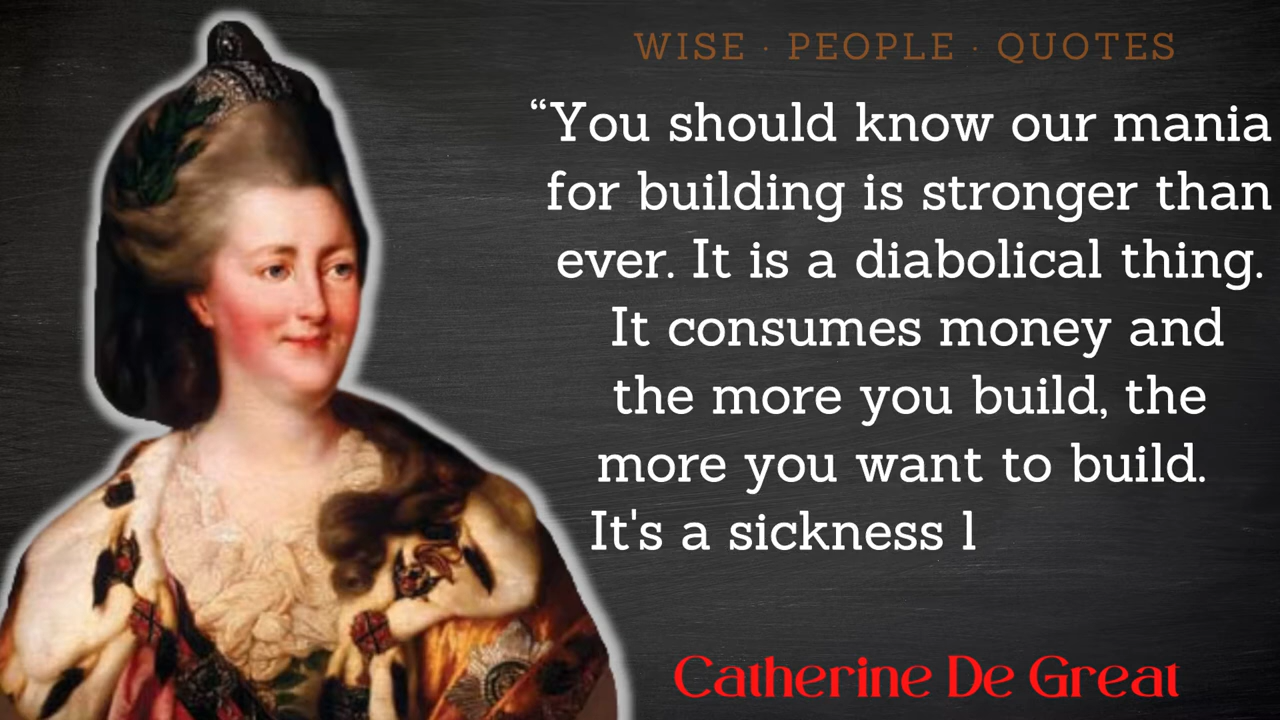 WISE · PEOPLE · QUOTES
“You should know our mania
for building is stronger than
ever. It is a diabolical thing.
It consumes money and
the more you build, the
more you want to build.
It's a sickness l
Catherine De Great